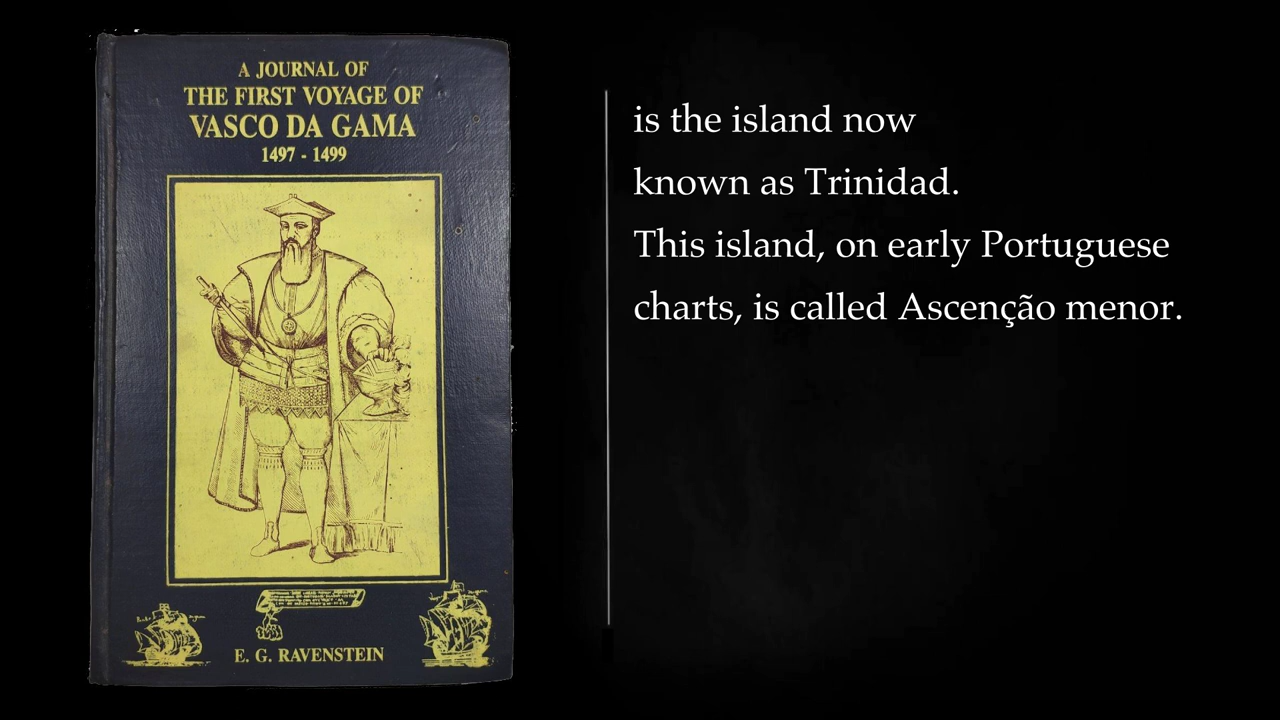 A JOURNAL OF
THE FIRST VOYAGE OF
VASCO DA GAMA
1497 - 1499
E. G. RAVENSTEIN
is the island now
known as Trinidad.
This island, on early Portuguese
charts, is called Ascenção menor.